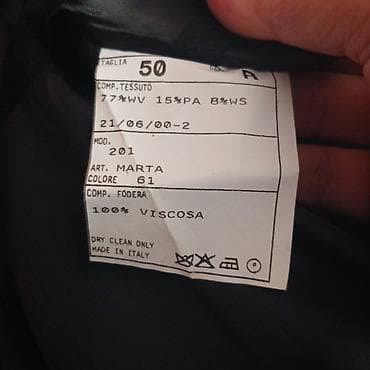 TAGLIA 50 A
COMP.TESSUTO
77%WV 15%PA 8%WS
21/06/00-2
MOD.
201
ART. MARTA
COLORE 61
COMP. FODERA
100% VISCOSA
DRY CLEAN ONLY
MADE IN ITALY